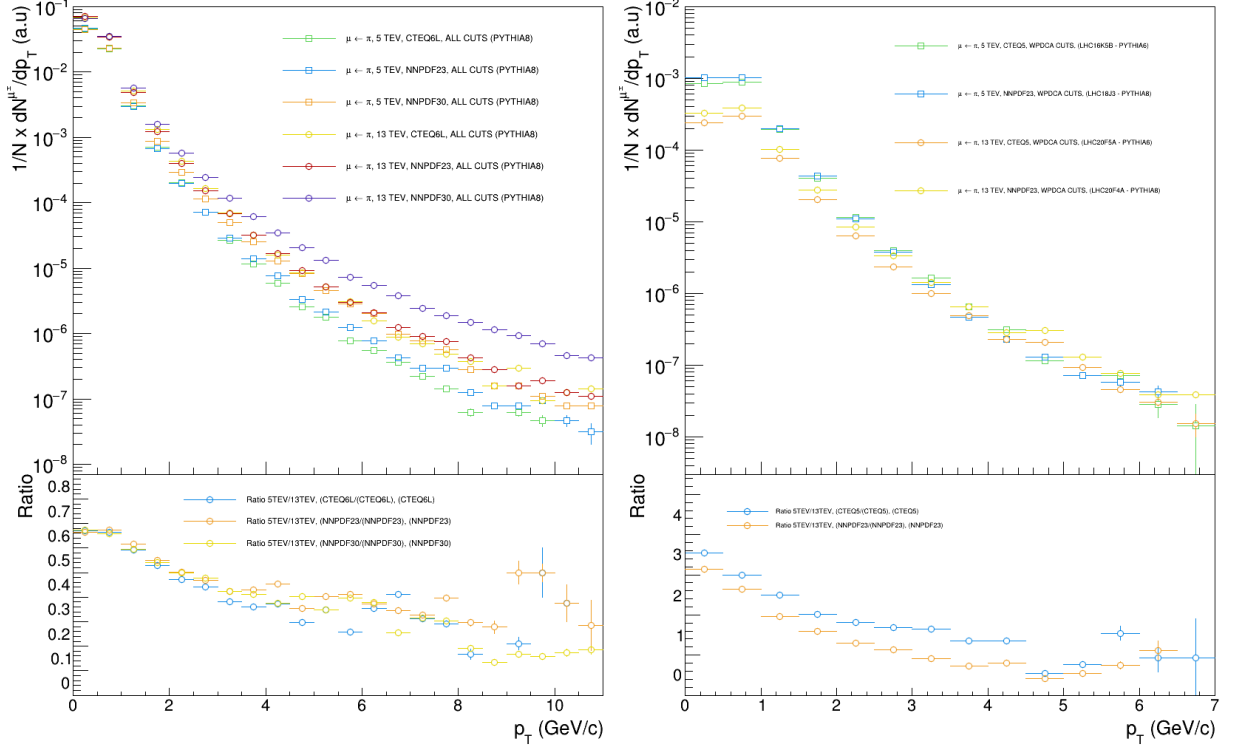 1/N x dN^μ±/dp_T (a.u)
10⁻¹
10⁻²
10⁻³
10⁻⁴
10⁻⁵
10⁻⁶
10⁻⁷
10⁻⁸
μ ← π, 5 TEV, CTEQ6L, ALL CUTS (PYTHIA8)
μ ← π, 5 TEV, NNPDF23, ALL CUTS (PYTHIA8)
μ ← π, 5 TEV, NNPDF30, ALL CUTS (PYTHIA8)
μ ← π, 13 TEV, CTEQ6L, ALL CUTS (PYTHIA8)
μ ← π, 13 TEV, NNPDF23, ALL CUTS (PYTHIA8)
μ ← π, 13 TEV, NNPDF30, ALL CUTS (PYTHIA8)
Ratio
0.8
0.7
0.6
0.5
0.4
0.3
0.2
0.1
0
Ratio 5TEV/13TEV, (CTEQ6L/(CTEQ6L), (CTEQ6L)
Ratio 5TEV/13TEV, (NNPDF23/(NNPDF23), (NNPDF23)
Ratio 5TEV/13TEV, (NNPDF30/(NNPDF30), (NNPDF30)
0 2 4 6 8 10
p_T (GeV/c)
1/N x dN^μ±/dp_T (a.u)
10⁻²
10⁻³
10⁻⁴
10⁻⁵
10⁻⁶
10⁻⁷
10⁻⁸
μ ← π, 5 TEV, CTEQ5, WPDCA CUTS, (LHC16K5B - PYTHIA6)
μ ← π, 5 TEV, NNPDF23, WPDCA CUTS, (LHC18J3 - PYTHIA8)
μ ← π, 13 TEV, CTEQ5, WPDCA CUTS, (LHC20F5A - PYTHIA6)
μ ← π, 13 TEV, NNPDF23, WPDCA CUTS, (LHC20F4A - PYTHIA8)
Ratio
4
3
2
1
0
Ratio 5TEV/13TEV, (CTEQ5/(CTEQ5), (CTEQ5)
Ratio 5TEV/13TEV, (NNPDF23/(NNPDF23), (NNPDF23)
0 1 2 3 4 5 6 7
p_T (GeV/c)